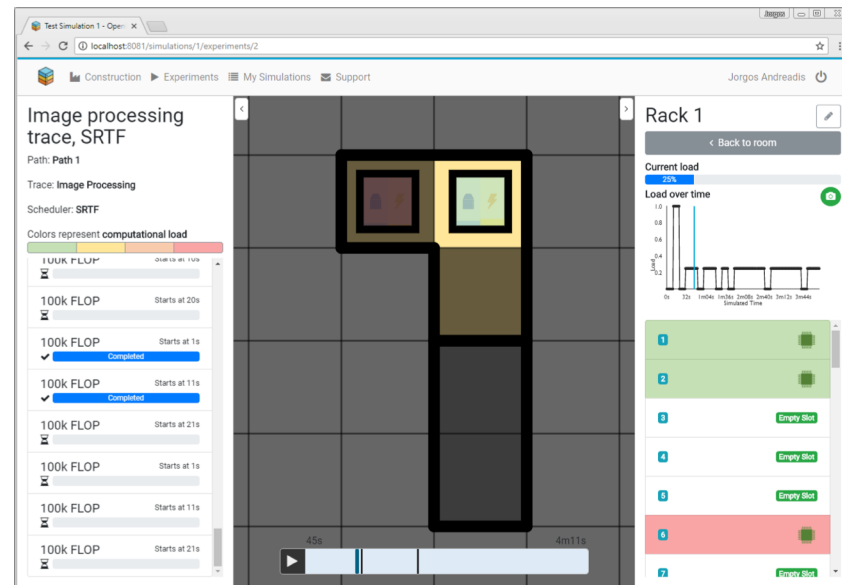 Jorgos
Test Simulation 1 - Open
localhost:8081/simulations/1/experiments/2
Construction Experiments My Simulations Support Jorgos Andreadis
Image processing
trace, SRTF
Path: Path 1
Trace: Image Processing
Scheduler: SRTF
Colors represent computational load
100k FLOP Starts at 10s
100k FLOP Starts at 20s
100k FLOP Starts at 1s
Completed
100k FLOP Starts at 11s
Completed
100k FLOP Starts at 21s
100k FLOP Starts at 1s
100k FLOP Starts at 11s
100k FLOP Starts at 21s
45s 4m11s
Rack 1
< Back to room
Current load
25%
Load over time
1.0
0.8
0.6
0.4
0.2
Load
0s 32s 1m04s 1m36s 2m08s 2m40s 3m12s 3m44s
Simulated Time
1
2
3 Empty Slot
4 Empty Slot
5 Empty Slot
6
7 Empty Slot